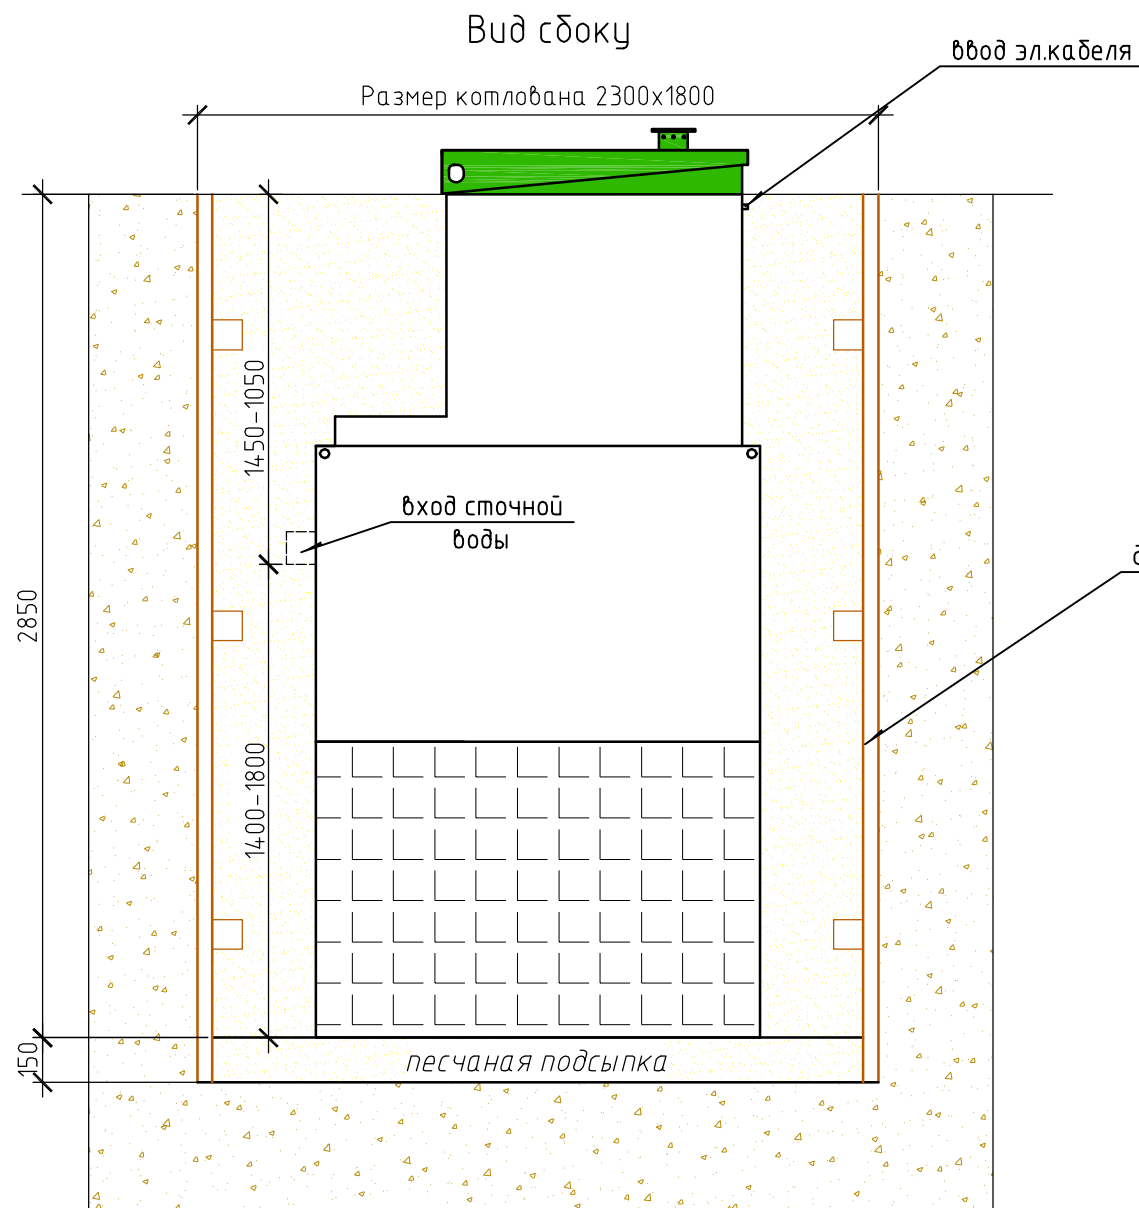 Вид сбоку
ввод эл.кабеля
Размер котлована 2300х1800
1450-1050
вход сточной
воды
2850
1400-1800
150
песчаная подсыпка